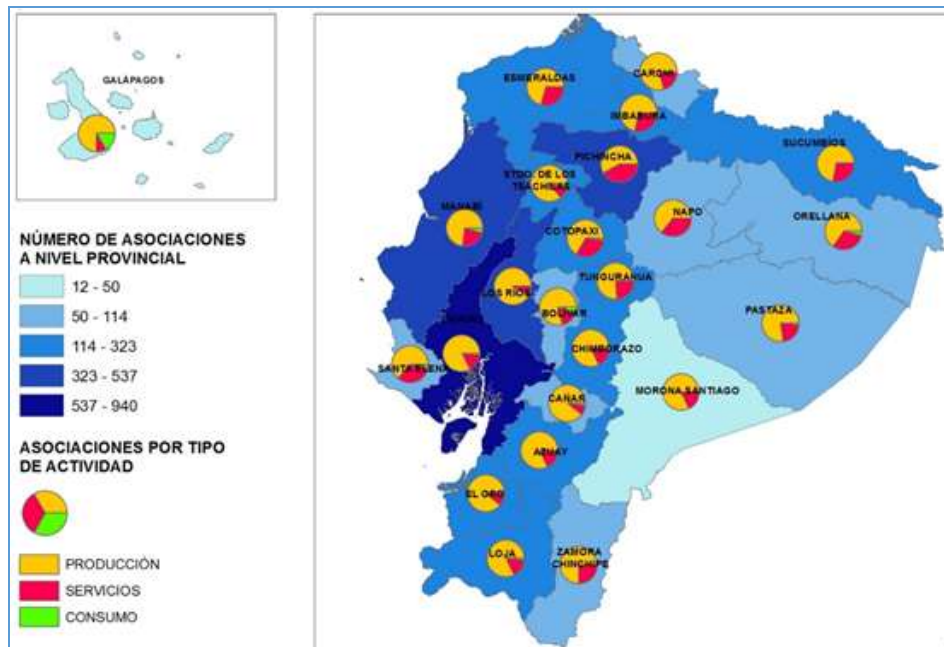 GALÁPAGOS
NÚMERO DE ASOCIACIONES
A NIVEL PROVINCIAL
12 - 50
50 - 114
114 - 323
323 - 537
537 - 940
ASOCIACIONES POR TIPO
DE ACTIVIDAD
PRODUCCIÓN
SERVICIOS
CONSUMO
ESMERALDAS
CARCHI
IMBABURA
SUCUMBIOS
PICHINCHA
STDO. DE LOS
TSACHILAS
MANABI
NAPO
ORELLANA
COTOPAXI
TUNGURAHUA
LOS RIOS
BOLIVAR
PASTAZA
CHIMBORAZO
SANTA ELENA
MORONA SANTIAGO
CAÑAR
AZUAY
EL ORO
LOJA
ZAMORA
CHINCHIPE